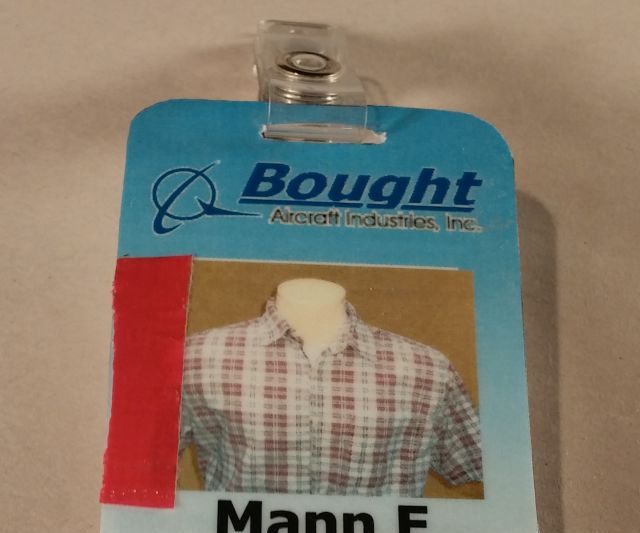 Bought
Aircraft Industries, Inc.
Mann E